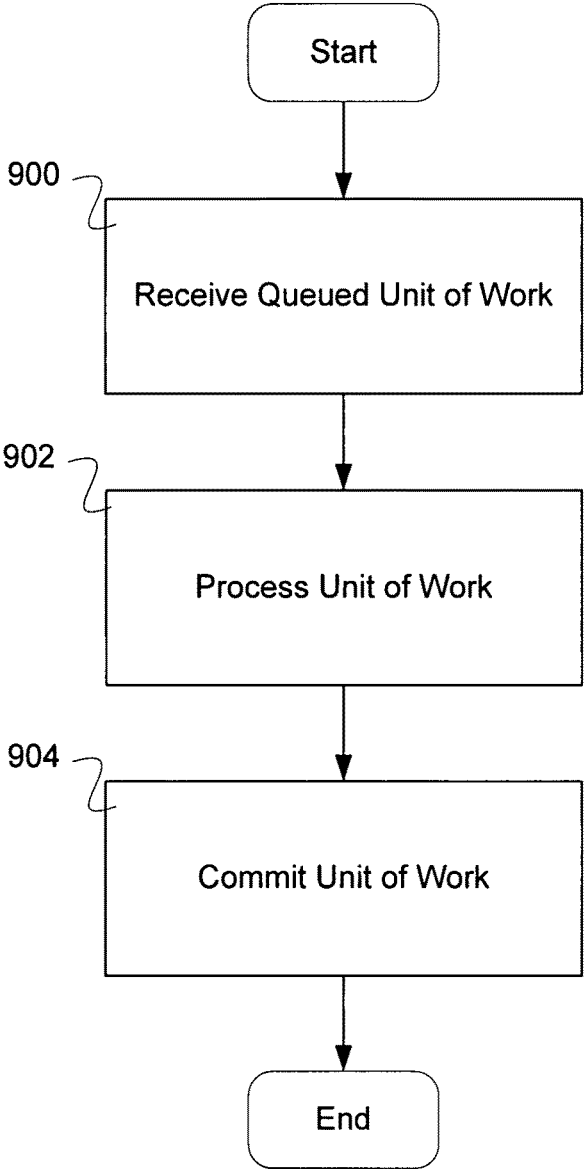 Start
900
Receive Queued Unit of Work
902
Process Unit of Work
904
Commit Unit of Work
End